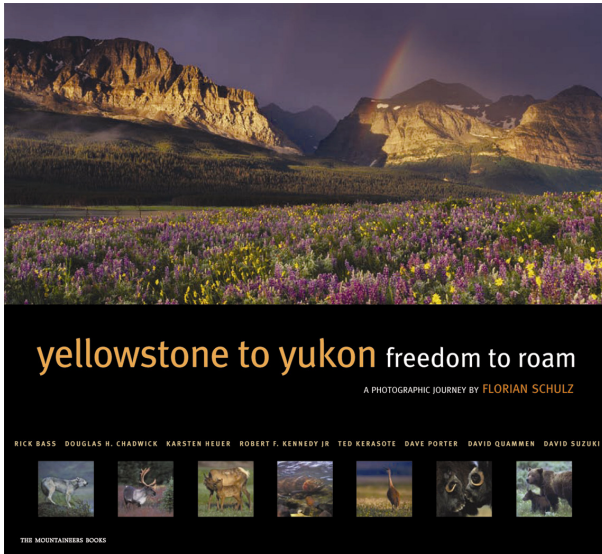 yellowstone to yukon freedom to roam
A PHOTOGRAPHIC JOURNEY BY FLORIAN SCHULZ
RICK BASS DOUGLAS H. CHADWICK KARSTEN HEUER ROBERT F. KENNEDY JR TED KERASOTE DAVE PORTER DAVID QUAMMEN DAVID SUZUKI
THE MOUNTAINEERS BOOKS